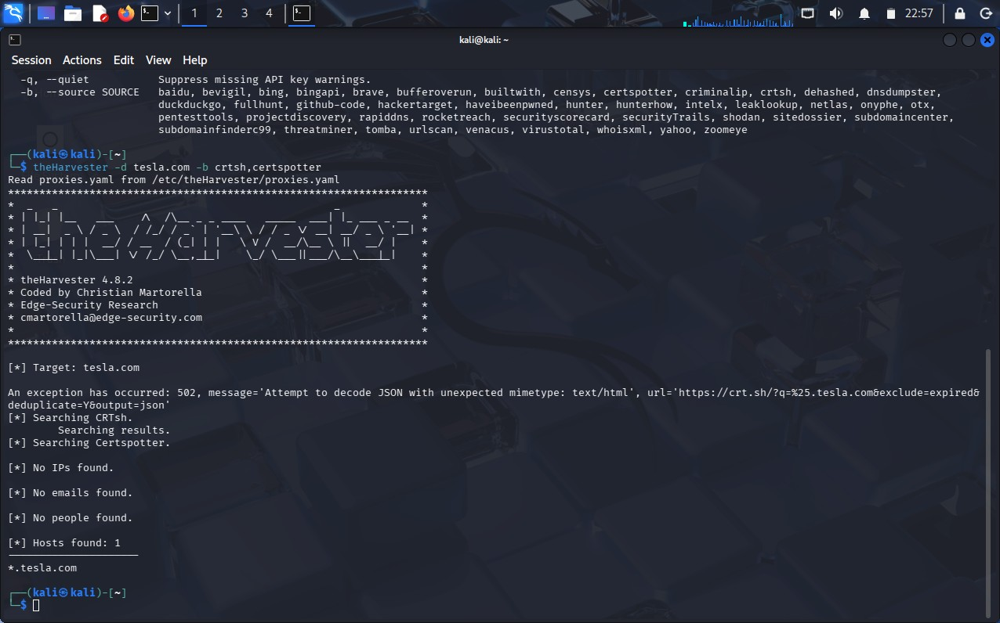 1 2 3 4 22:57
kali@kali: ~
Session Actions Edit View Help
-q, --quiet Suppress missing API key warnings.
-b, --source SOURCE baidu, bevigil, bing, bingapi, brave, bufferoverun, builtwith, censys, certspotter, criminalip, crtsh, dehashed, dnsdumpster,
duckduckgo, fullhunt, github-code, hackertarget, haveibeenpwned, hunter, hunterhow, intelx, leaklookup, netlas, onyphe, otx,
pentesttools, projectdiscovery, rapiddns, rocketreach, securityscorecard, securityTrails, shodan, sitedossier, subdomaincenter,
subdomainfinderc99, threatminer, tomba, urlscan, venacus, virustotal, whoisxml, yahoo, zoomeye
┌──(kali㉿kali)-[~]
└─$ theHarvester -d tesla.com -b crtsh,certspotter
Read proxies.yaml from /etc/theHarvester/proxies.yaml
*******************************************************************
*  _   _                                            _             *
* | |_| |__   ___    /\  /\__ _ _ ____   _____  ___| |_ ___ _ __  *
* | __|  _ \ / _ \  / /_/ / _` | '__\ \ / / _ \/ __| __/ _ \ '__| *
* | |_| | | |  __/ / __  / (_| | |   \ V /  __/\__ \ ||  __/ |    *
*  \__|_| |_|\___| \/ /_/ \__,_|_|    \_/ \___||___/\__\___|_|    *
*                                                                 *
* theHarvester 4.8.2                                              *
* Coded by Christian Martorella                                   *
* Edge-Security Research                                          *
* cmartorella@edge-security.com                                   *
*                                                                 *
*******************************************************************
[*] Target: tesla.com
An exception has occurred: 502, message='Attempt to decode JSON with unexpected mimetype: text/html', url='https://crt.sh/?q=%25.tesla.com&exclude=expired&
deduplicate=Y&output=json'
[*] Searching CRTsh.
Searching results.
[*] Searching Certspotter.
[*] No IPs found.
[*] No emails found.
[*] No people found.
[*] Hosts found: 1
---------------------
*.tesla.com
┌──(kali㉿kali)-[~]
└─$